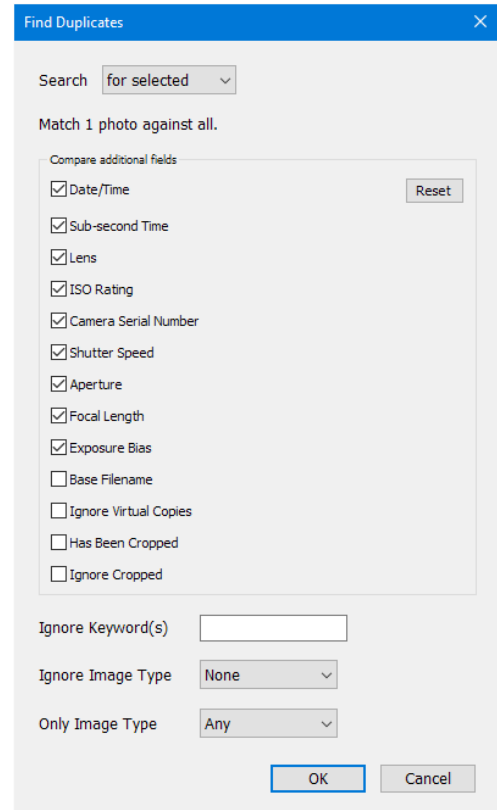 Find Duplicates
Search for selected
Match 1 photo against all.
Compare additional fields
Date/Time Reset
Sub-second Time
Lens
ISO Rating
Camera Serial Number
Shutter Speed
Aperture
Focal Length
Exposure Bias
Base Filename
Ignore Virtual Copies
Has Been Cropped
Ignore Cropped
Ignore Keyword(s)
Ignore Image Type None
Only Image Type Any
OK Cancel